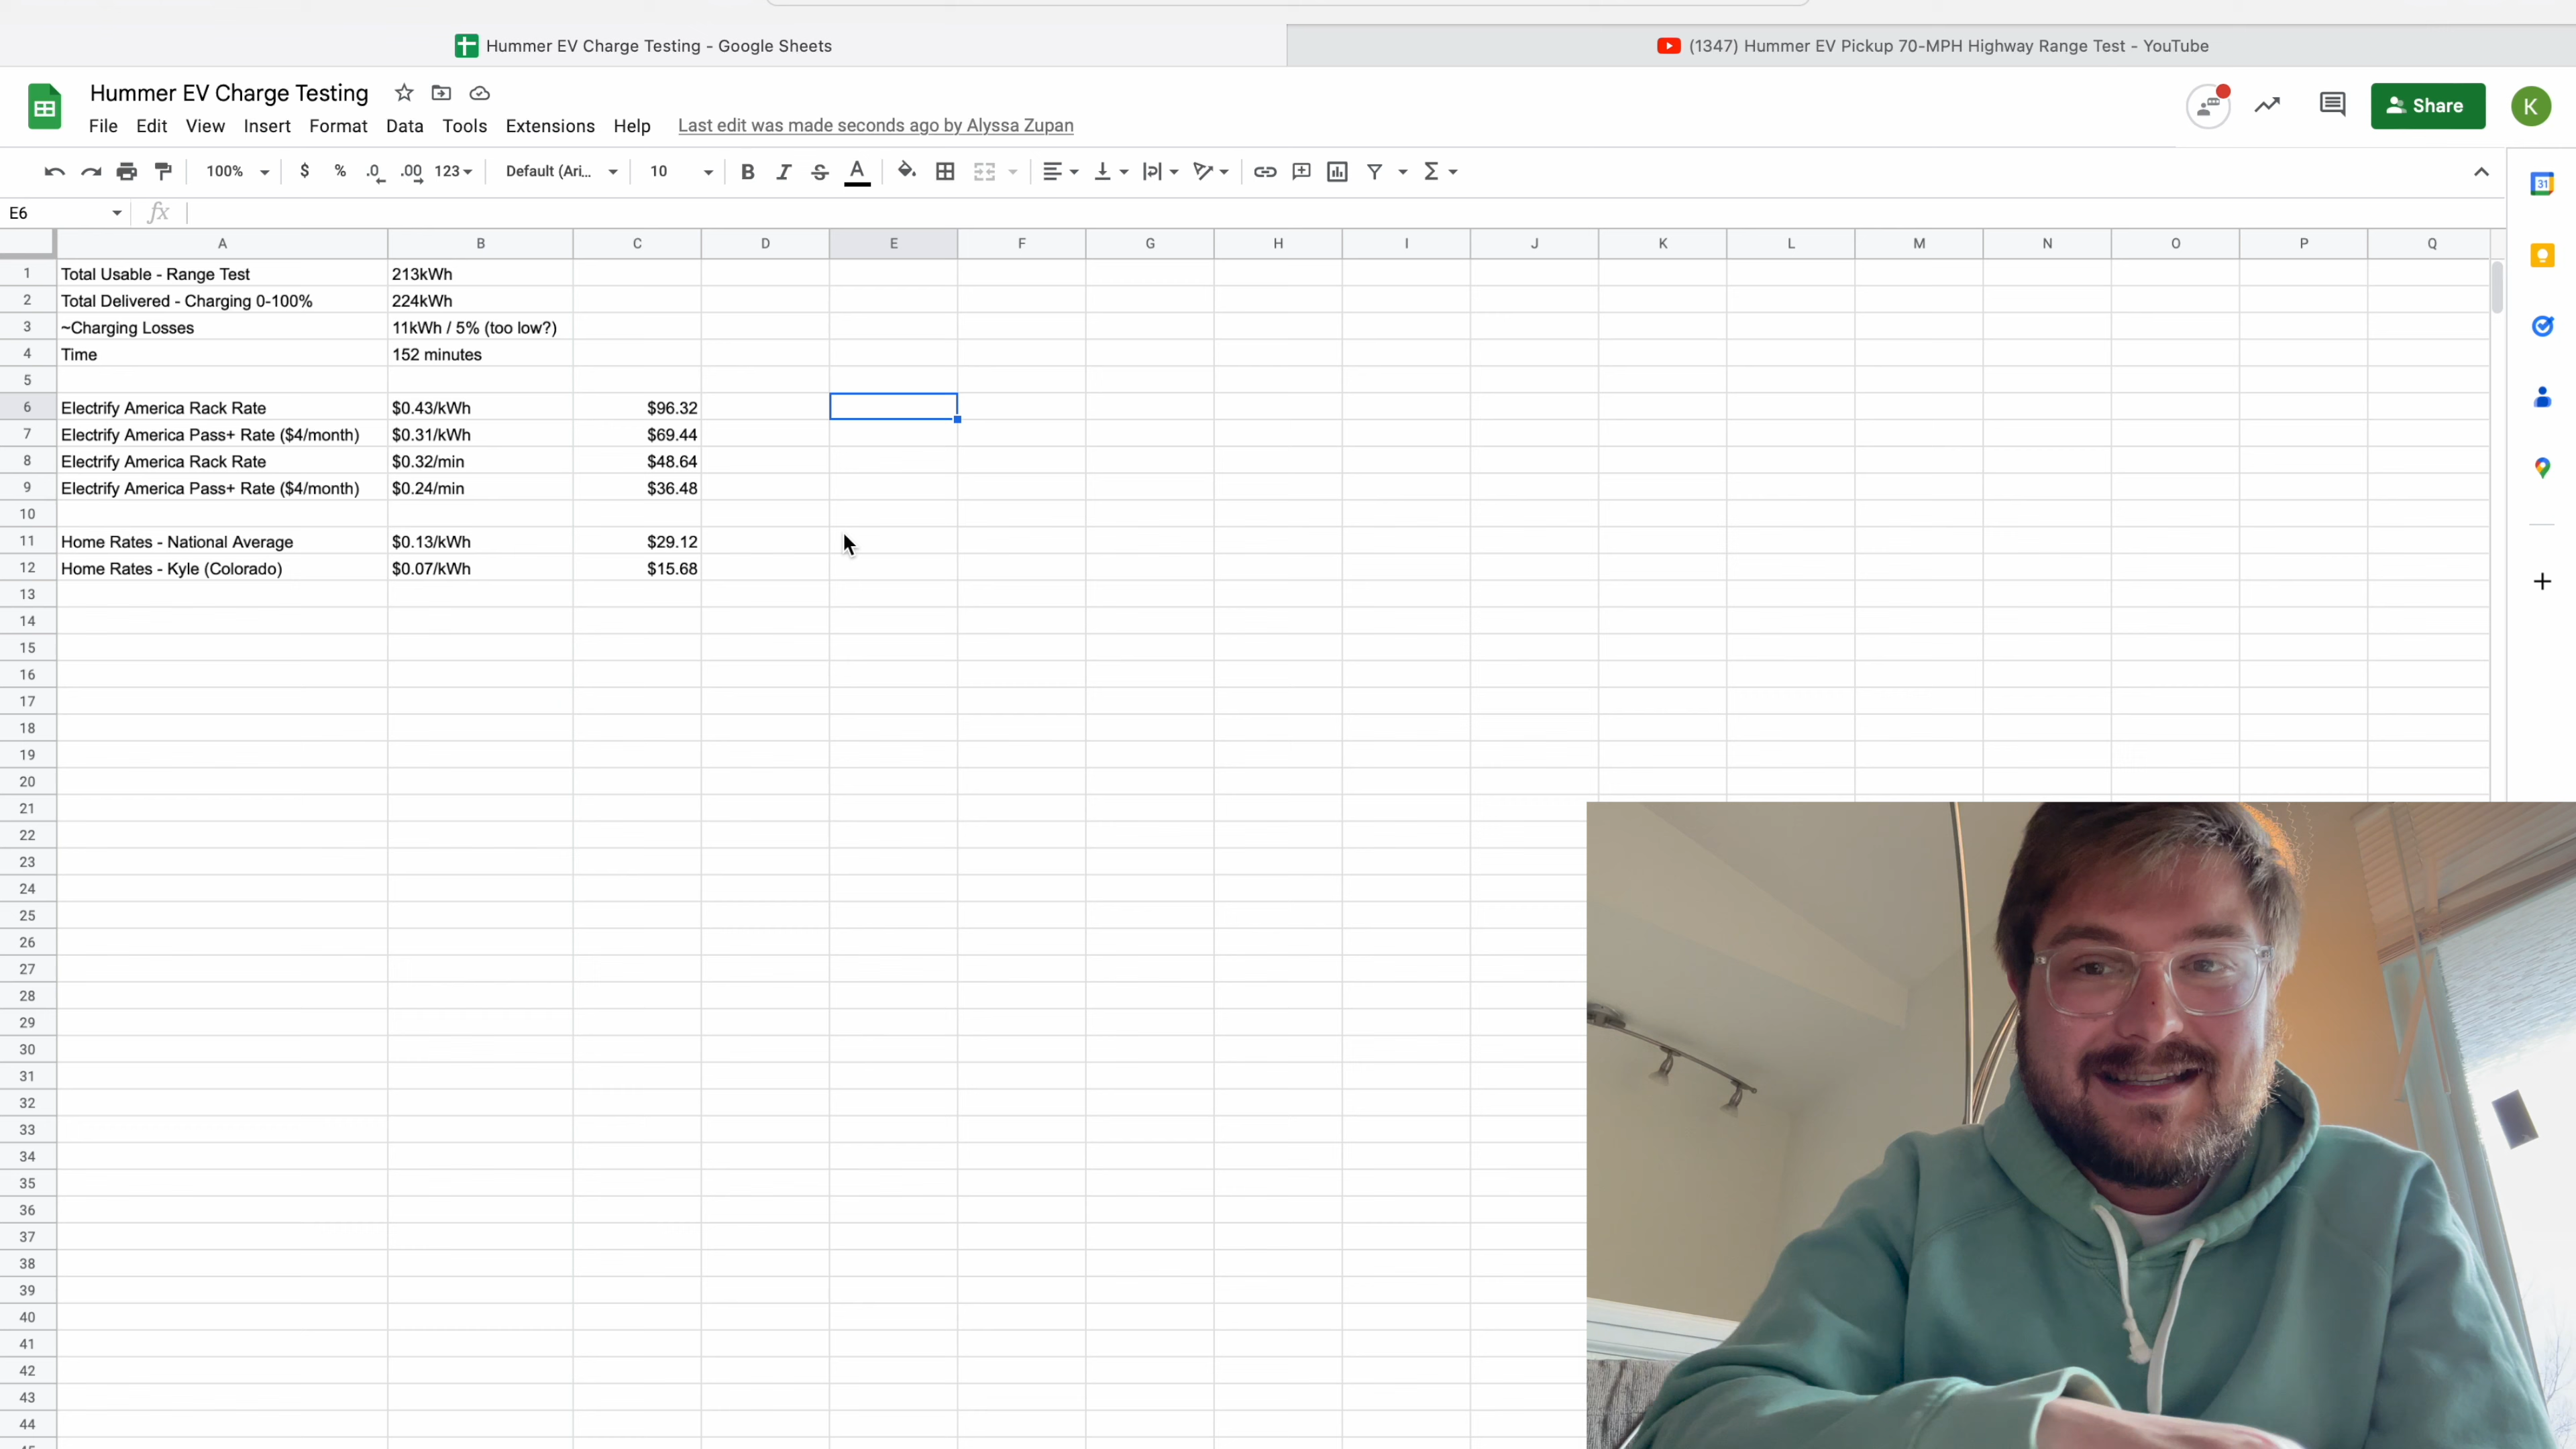 Hummer EV Charge Testing - Google Sheets
(1347) Hummer EV Pickup 70-MPH Highway Range Test - YouTube
Hummer EV Charge Testing
Share
K
File Edit View Insert Format Data Tools Extensions Help Last edit was made seconds ago by Alyssa Zupan
100% $ % .0 .00 123 Default (Ari... 10 B I S A Σ
31
E6 fx
A B C D E F G H I J K L M N O P Q
1 Total Usable - Range Test 213kWh
2 Total Delivered - Charging 0-100% 224kWh
3 ~Charging Losses 11kWh / 5% (too low?)
4 Time 152 minutes
5
6 Electrify America Rack Rate $0.43/kWh $96.32
7 Electrify America Pass+ Rate ($4/month) $0.31/kWh $69.44
8 Electrify America Rack Rate $0.32/min $48.64
9 Electrify America Pass+ Rate ($4/month) $0.24/min $36.48
10
11 Home Rates - National Average $0.13/kWh $29.12
12 Home Rates - Kyle (Colorado) $0.07/kWh $15.68
13
14
15
16
17
18
19
20
21
22
23
24
25
26
27
28
29
30
31
32
33
34
35
36
37
38
39
40
41
42
43
44